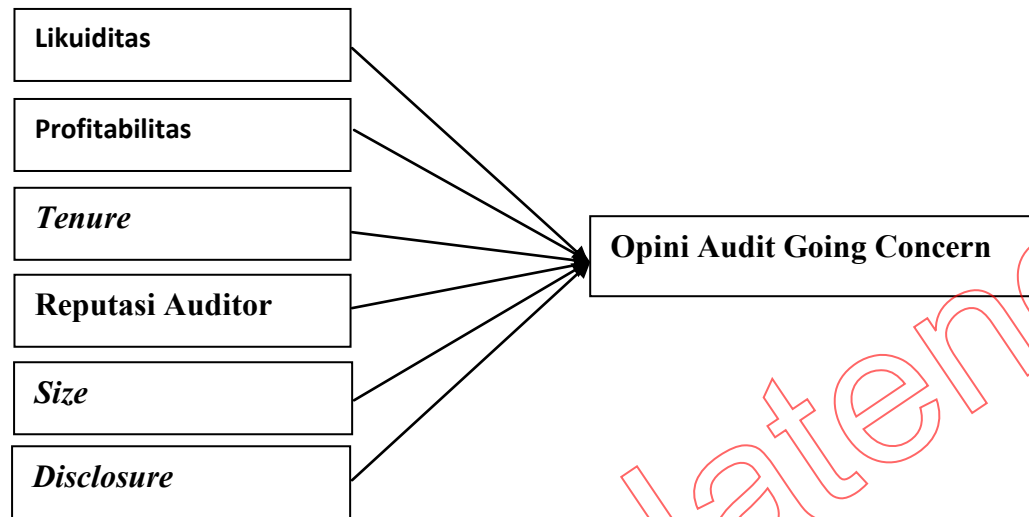 Likuiditas
Profitabilitas
Tenure
Opini Audit Going Concern
Reputasi Auditor
Size
Disclosure